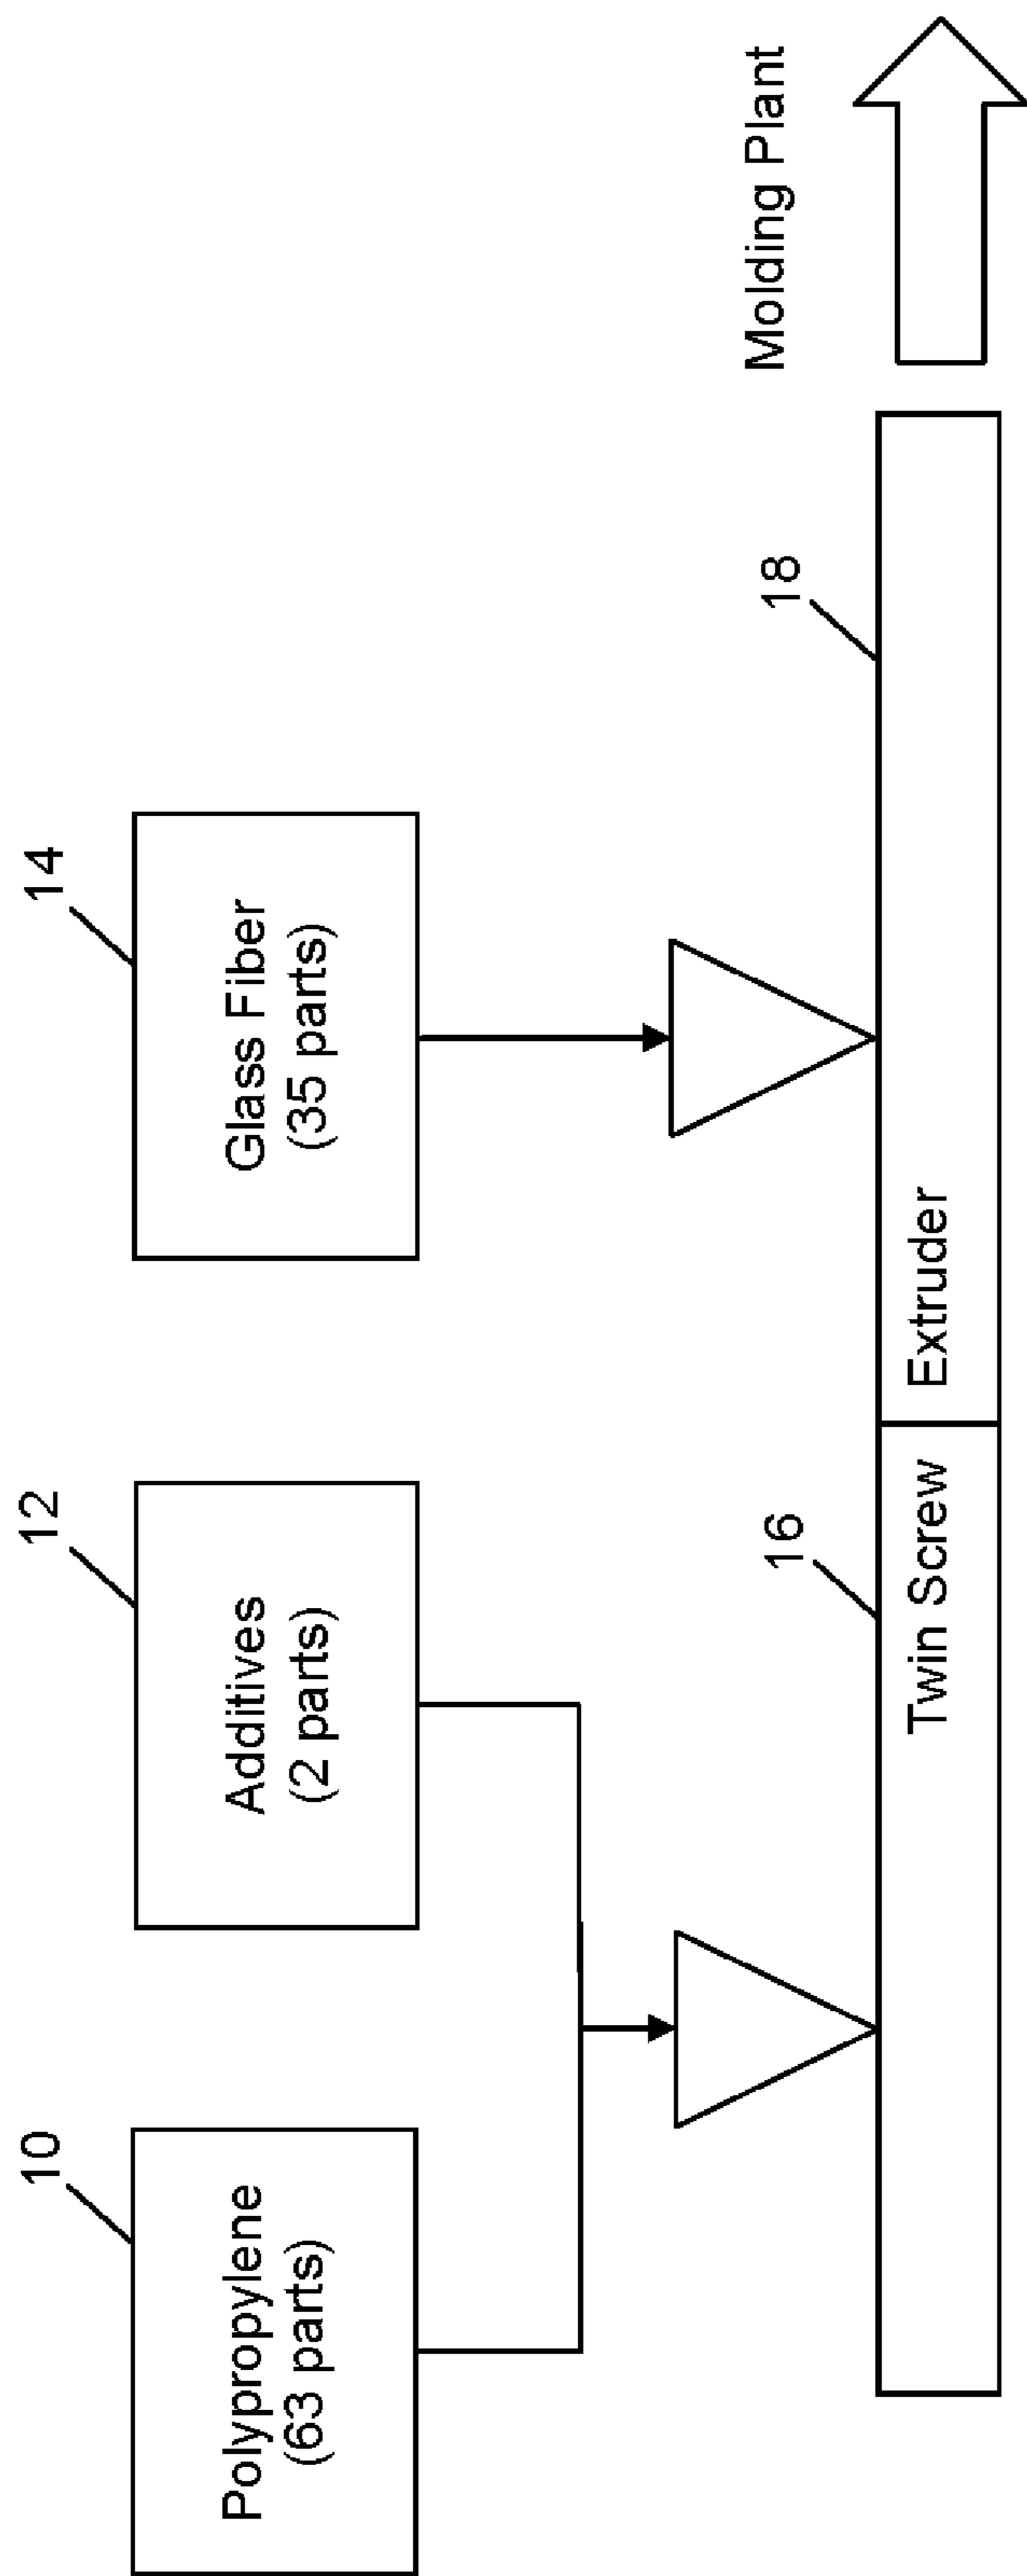 10
Polypropylene
(63 parts)
12
Additives
(2 parts)
14
Glass Fiber
(35 parts)
16
Twin Screw
Extruder
18
Molding Plant